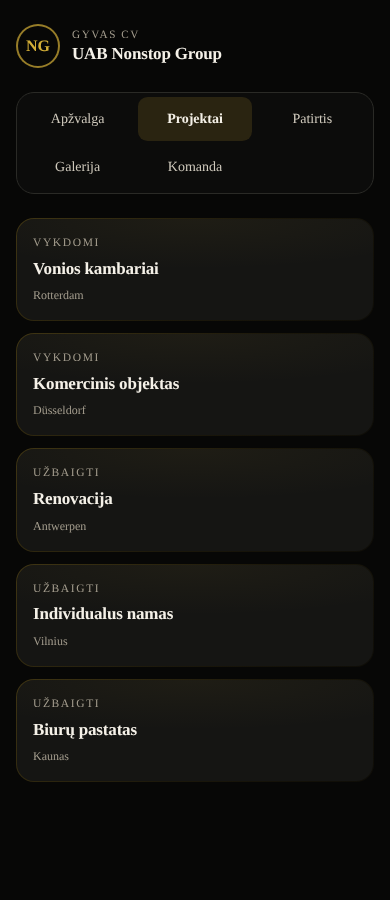 NG
GYVAS CV
UAB Nonstop Group
Apžvalga
Projektai
Patirtis
Galerija
Komanda
VYKDOMI
Vonios kambariai
Rotterdam
VYKDOMI
Komercinis objektas
Düsseldorf
UŽBAIGTI
Renovacija
Antwerpen
UŽBAIGTI
Individualus namas
Vilnius
UŽBAIGTI
Biurų pastatas
Kaunas